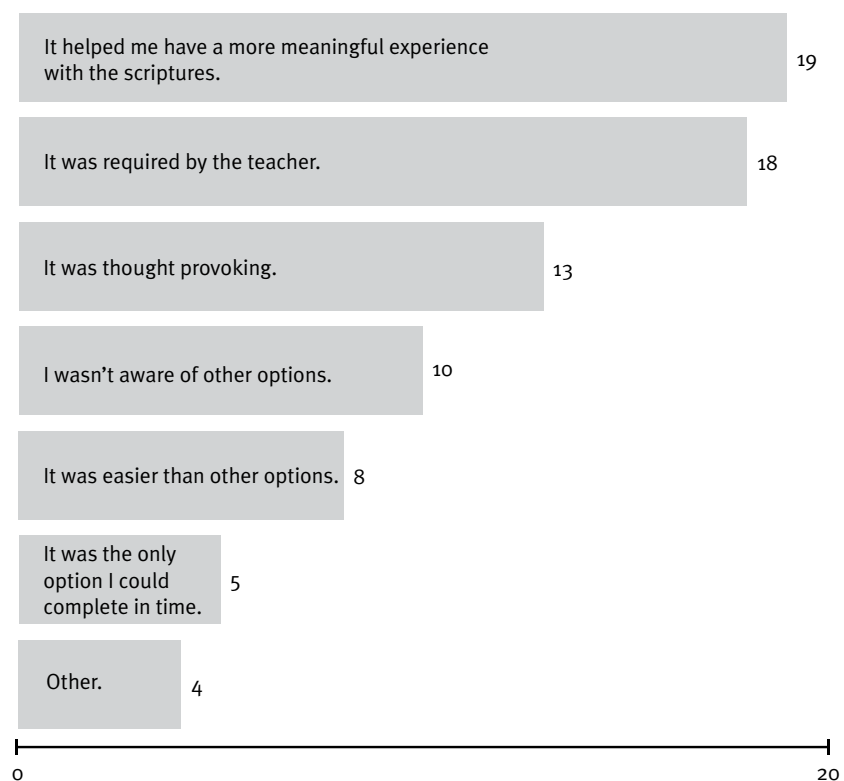 It helped me have a more meaningful experience
with the scriptures.
19
It was required by the teacher.
18
It was thought provoking.
13
I wasn't aware of other options.
10
It was easier than other options.
8
It was the only
option I could
complete in time.
5
Other.
4
0
20